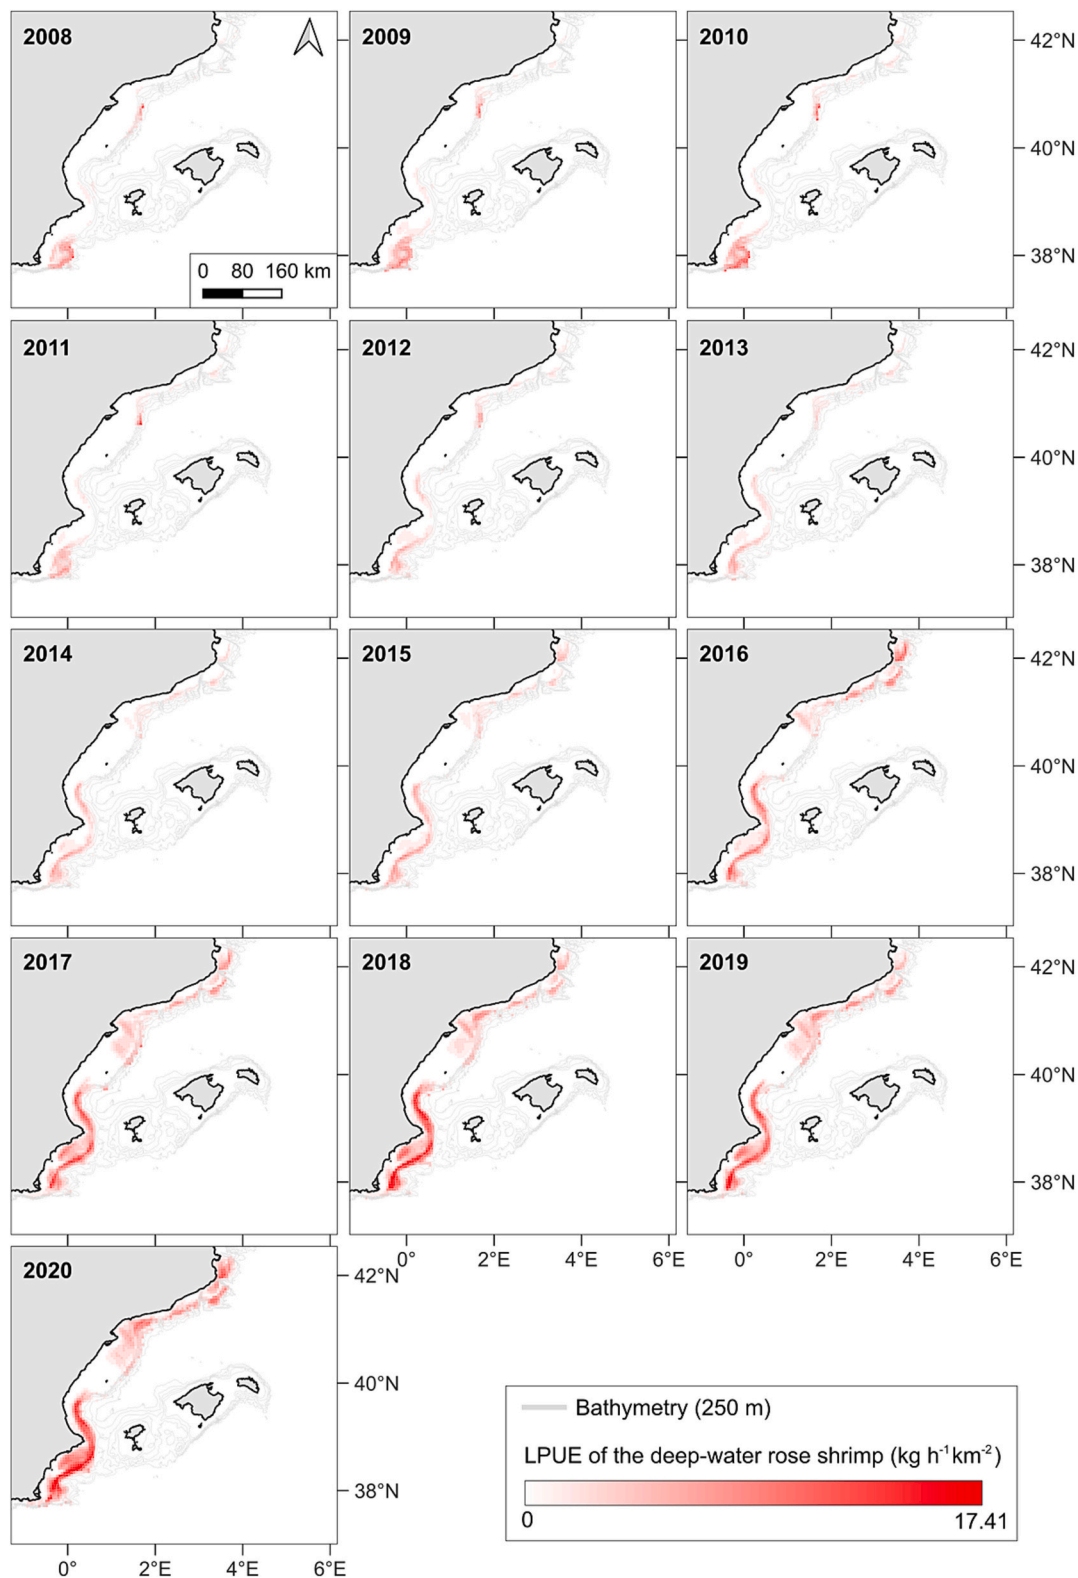 2008
2009
2010
42°N
40°N
38°N
0 80 160 km
2011
2012
2013
42°N
40°N
38°N
2014
2015
2016
42°N
40°N
38°N
2017
2018
2019
42°N
40°N
38°N
0° 2°E 4°E 6°E
0° 2°E 4°E 6°E
2020
42°N
40°N
38°N
0° 2°E 4°E 6°E
Bathymetry (250 m)
LPUE of the deep-water rose shrimp (kg h⁻¹km⁻²)
0 17.41